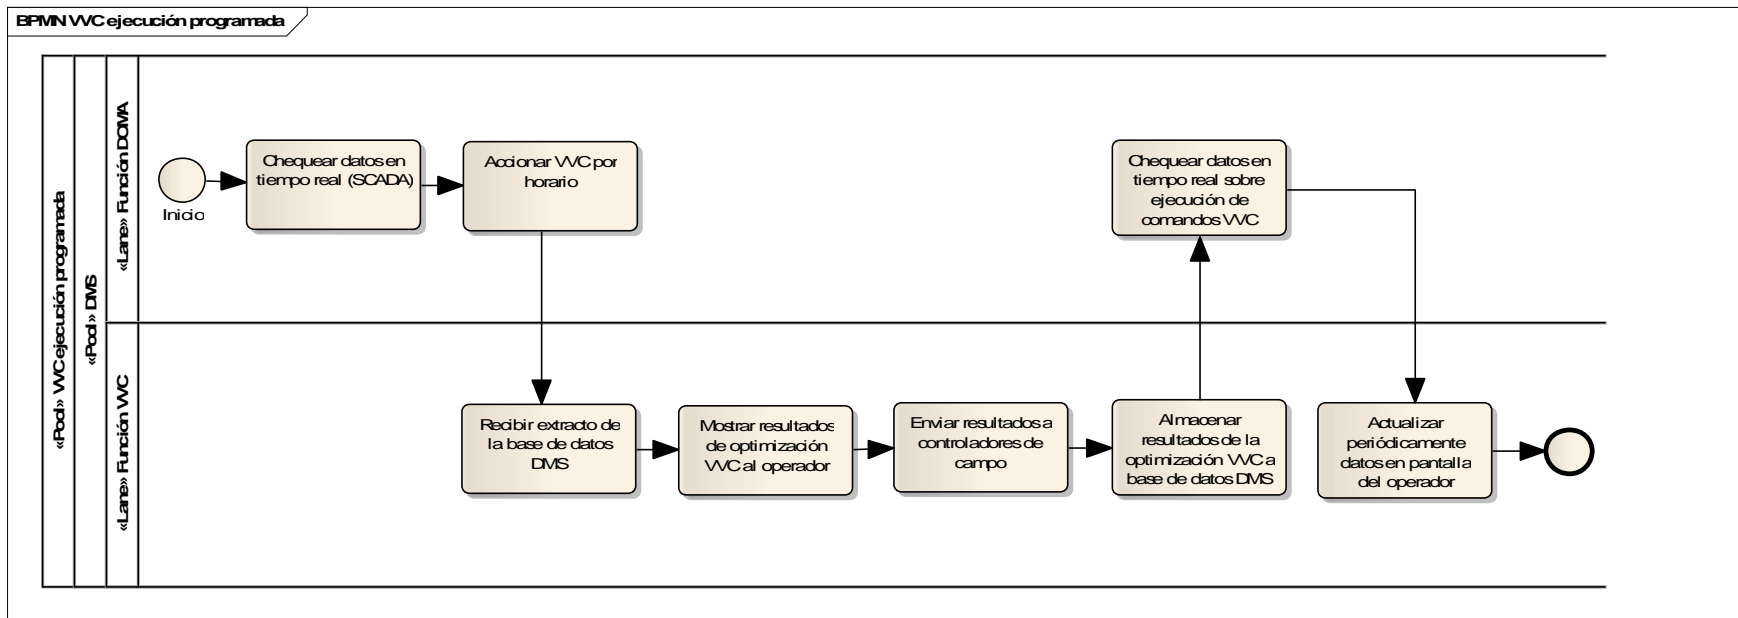 BPMN VVC ejecución programada
«Pool» VVC ejecución programada
«Pool» DMS
«Lane» Función DOMA
Inicio
Chequear datos en
tiempo real (SCADA)
Accionar VVC por
horario
Chequear datos en
tiempo real sobre
ejecución de
comandos VVC
«Lane» Función VVC
Recibir extracto de
la base de datos
DMS
Mostrar resultados
de optimización
VVC al operador
Enviar resultados a
controladores de
campo
Almacenar
resultados de la
optimización VVC a
base de datos DMS
Actualizar
periódicamente
datos en pantalla
del operador